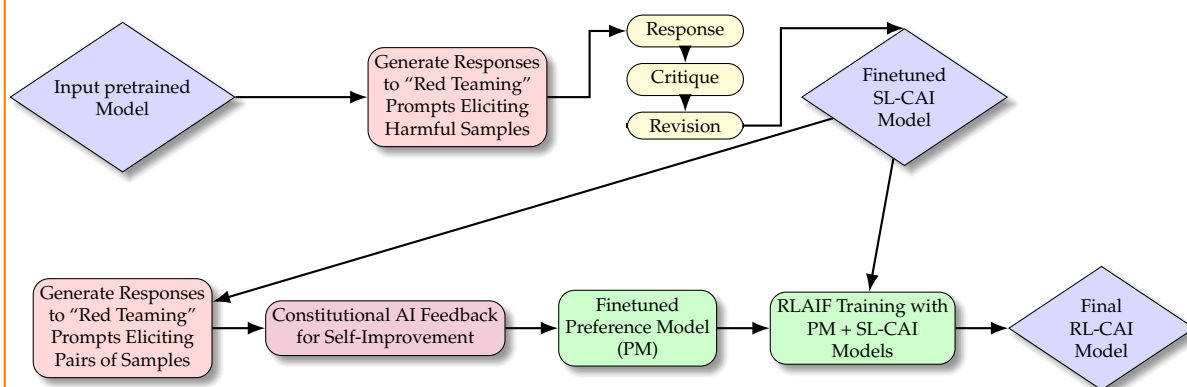 Input pretrained
Model
Generate Responses
to “Red Teaming”
Prompts Eliciting
Harmful Samples
Response
Critique
Revision
Finetuned
SL-CAI
Model
Generate Responses
to “Red Teaming”
Prompts Eliciting
Pairs of Samples
Constitutional AI Feedback
for Self-Improvement
Finetuned
Preference Model
(PM)
RLAIF Training with
PM + SL-CAI
Models
Final
RL-CAI
Model